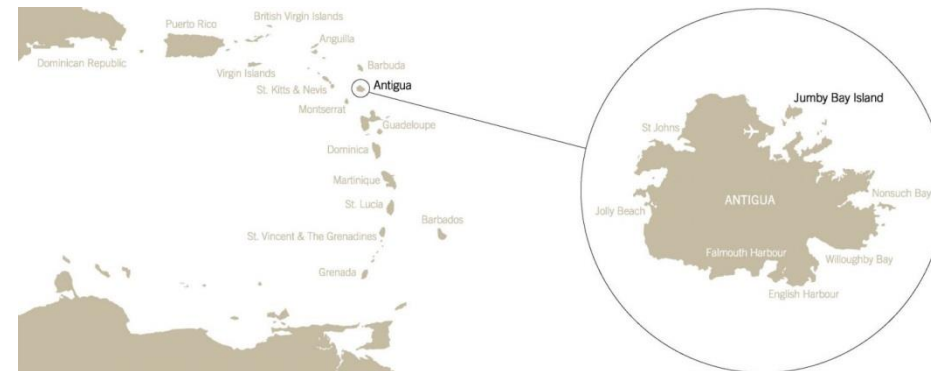 British Virgin Islands
Puerto Rico
Anguilla
Dominican Republic
Virgin Islands
Barbuda
St. Kitts & Nevis
Antigua
Montserrat
Guadeloupe
Dominica
Martinique
St. Lucia
Barbados
St. Vincent & The Grenadines
Grenada
Jumby Bay Island
St Johns
Nonsuch Bay
ANTIGUA
Jolly Beach
Falmouth Harbour
Willoughby Bay
English Harbour